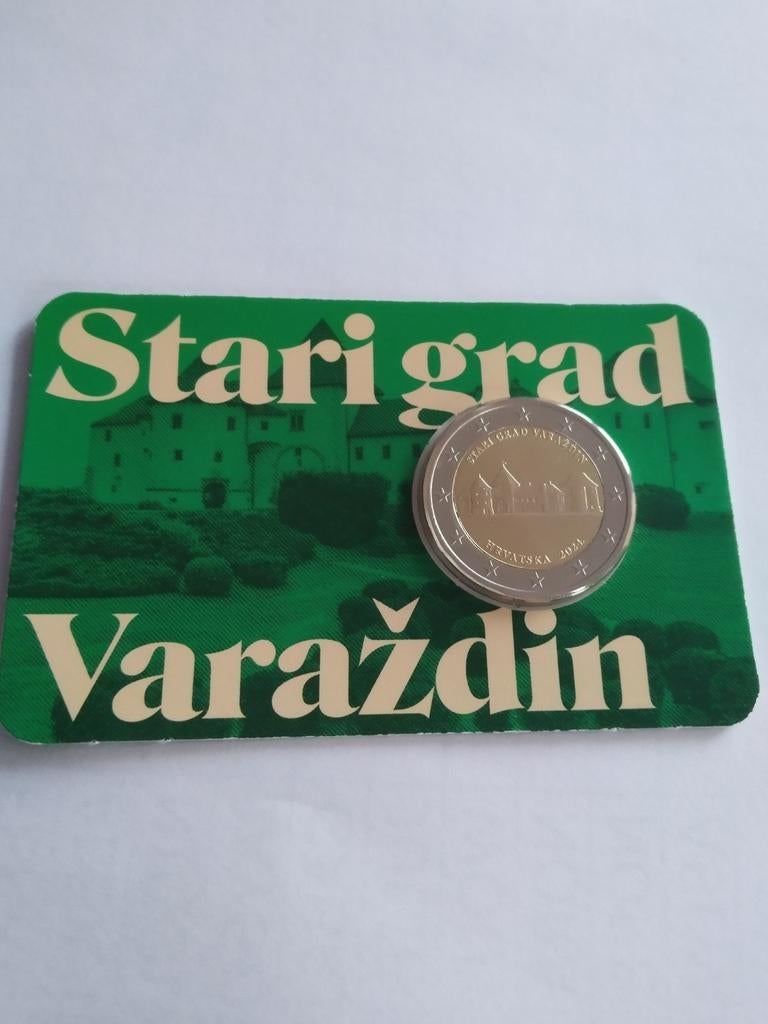 Stari grad
STARI GRAD-VARAŽDIN
HRVATSKA 2024.
Varaždin